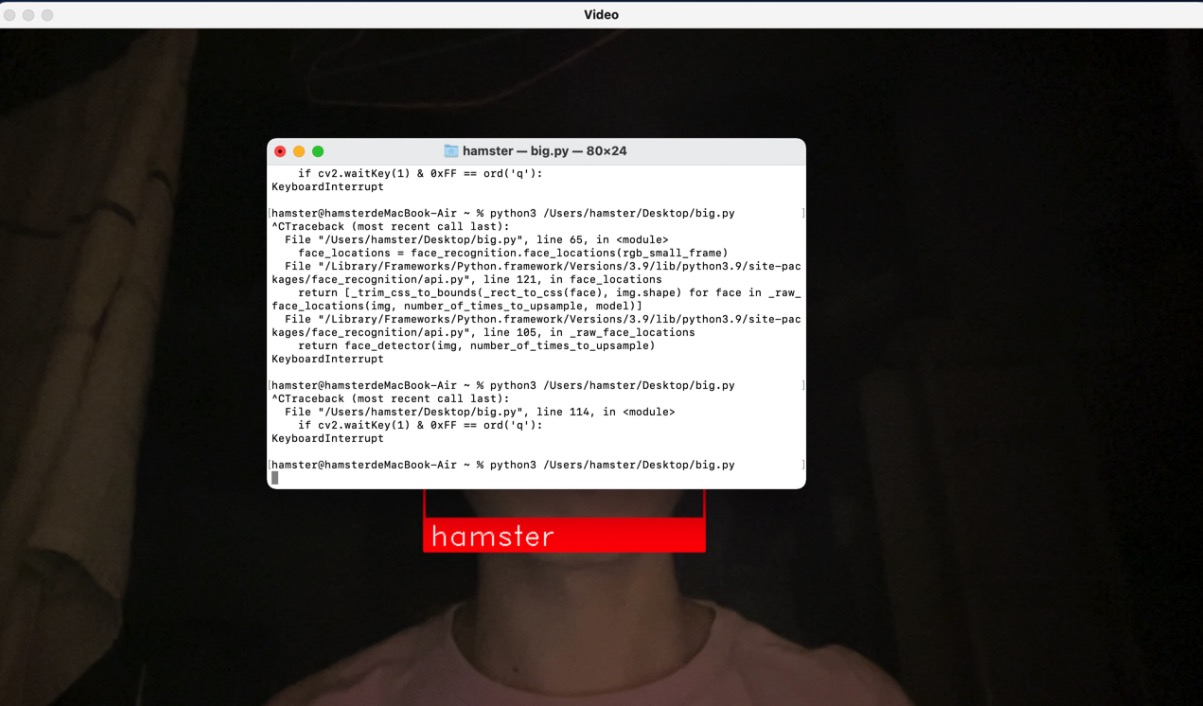 Video
hamster — big.py — 80×24
if cv2.waitKey(1) & 0xFF == ord('q'):
KeyboardInterrupt
[hamster@hamsterdeMacBook-Air ~ % python3 /Users/hamster/Desktop/big.py ]
^CTraceback (most recent call last):
File "/Users/hamster/Desktop/big.py", line 65, in <module>
face_locations = face_recognition.face_locations(rgb_small_frame)
File "/Library/Frameworks/Python.framework/Versions/3.9/lib/python3.9/site-pac
kages/face_recognition/api.py", line 121, in face_locations
return [_trim_css_to_bounds(_rect_to_css(face), img.shape) for face in _raw_
face_locations(img, number_of_times_to_upsample, model)]
File "/Library/Frameworks/Python.framework/Versions/3.9/lib/python3.9/site-pac
kages/face_recognition/api.py", line 105, in _raw_face_locations
return face_detector(img, number_of_times_to_upsample)
KeyboardInterrupt
[hamster@hamsterdeMacBook-Air ~ % python3 /Users/hamster/Desktop/big.py ]
^CTraceback (most recent call last):
File "/Users/hamster/Desktop/big.py", line 114, in <module>
if cv2.waitKey(1) & 0xFF == ord('q'):
KeyboardInterrupt
[hamster@hamsterdeMacBook-Air ~ % python3 /Users/hamster/Desktop/big.py ]
hamster